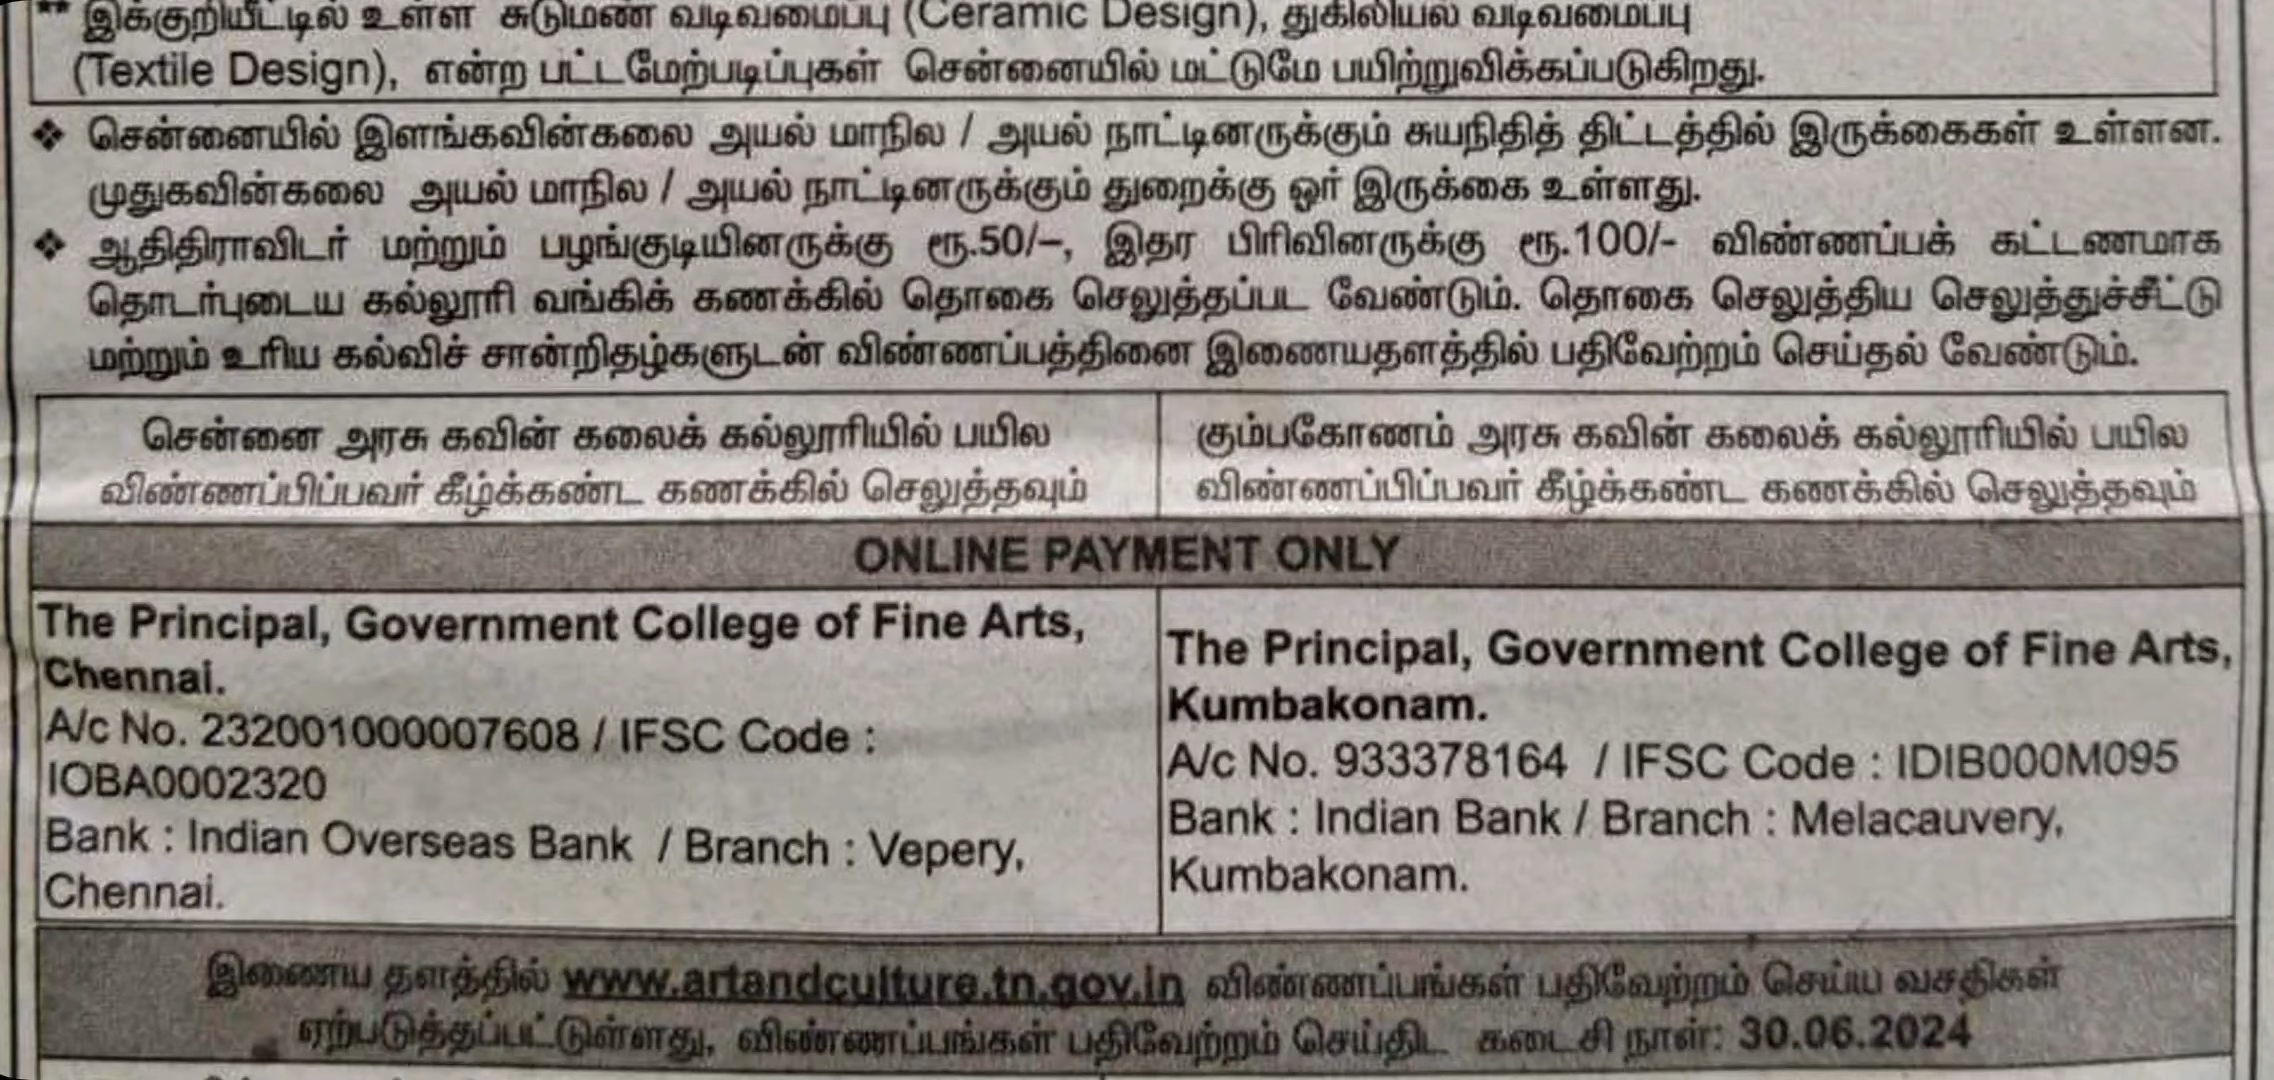 ** இக்குறியீட்டில் உள்ள சுடுமண் வடிவமைப்பு (Ceramic Design), துகிலியல் வடிவமைப்பு
(Textile Design), என்ற பட்டமேற்படிப்புகள் சென்னையில் மட்டுமே பயிற்றுவிக்கப்படுகிறது.
❖ சென்னையில் இளங்கவின்கலை அயல் மாநில / அயல் நாட்டினருக்கும் சுயநிதித் திட்டத்தில் இருக்கைகள் உள்ளன.
முதுகவின்கலை அயல் மாநில / அயல் நாட்டினருக்கும் துறைக்கு ஓர் இருக்கை உள்ளது.
❖ ஆதிதிராவிடர் மற்றும் பழங்குடியினருக்கு ரூ.50/–, இதர பிரிவினருக்கு ரூ.100/- விண்ணப்பக் கட்டணமாக
தொடர்புடைய கல்லூரி வங்கிக் கணக்கில் தொகை செலுத்தப்பட வேண்டும். தொகை செலுத்திய செலுத்துச்சீட்டு
மற்றும் உரிய கல்விச் சான்றிதழ்களுடன் விண்ணப்பத்தினை இணையதளத்தில் பதிவேற்றம் செய்தல் வேண்டும்.
சென்னை அரசு கவின் கலைக் கல்லூரியில் பயில
விண்ணப்பிப்பவர் கீழ்க்கண்ட கணக்கில் செலுத்தவும்
கும்பகோணம் அரசு கவின் கலைக் கல்லூரியில் பயில
விண்ணப்பிப்பவர் கீழ்க்கண்ட கணக்கில் செலுத்தவும்
ONLINE PAYMENT ONLY
The Principal, Government College of Fine Arts,
Chennai.
A/c No. 232001000007608 / IFSC Code :
IOBA0002320
Bank : Indian Overseas Bank / Branch : Vepery,
Chennai.
The Principal, Government College of Fine Arts,
Kumbakonam.
A/c No. 933378164 / IFSC Code : IDIB000M095
Bank : Indian Bank / Branch : Melacauvery,
Kumbakonam.
இணைய தளத்தில் www.artandculture.tn.gov.in விண்ணப்பங்கள் பதிவேற்றம் செய்ய வசதிகள்
ஏற்படுத்தப்பட்டுள்ளது, விண்ணப்பங்கள் பதிவேற்றம் செய்திட கடைசி நாள்: 30.06.2024